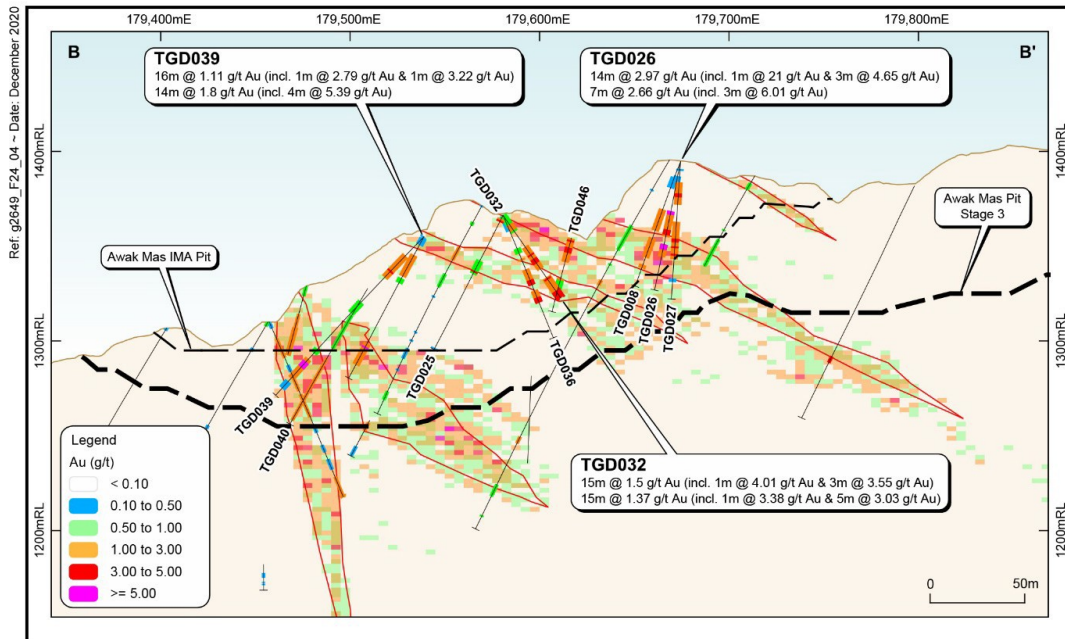 179,400mE
179,500mE
179,600mE
179,700mE
179,800mE
Ref: g2649_F24_04 ~ Date: December 2020
B
B'
TGD039
16m @ 1.11 g/t Au (incl. 1m @ 2.79 g/t Au & 1m @ 3.22 g/t Au)
14m @ 1.8 g/t Au (incl. 4m @ 5.39 g/t Au)
TGD026
14m @ 2.97 g/t Au (incl. 1m @ 21 g/t Au & 3m @ 4.65 g/t Au)
7m @ 2.66 g/t Au (incl. 3m @ 6.01 g/t Au)
1400mRL
1400mRL
TGD032
TGD046
Awak Mas Pit
Stage 3
Awak Mas IMA Pit
TGD008
TGD026
TGD027
1300mRL
1300mRL
TGD025
TGD036
TGD039
TGD040
TGD032
15m @ 1.5 g/t Au (incl. 1m @ 4.01 g/t Au & 3m @ 3.55 g/t Au)
15m @ 1.37 g/t Au (incl. 1m @ 3.38 g/t Au & 5m @ 3.03 g/t Au)
Legend
Au (g/t)
< 0.10
0.10 to 0.50
0.50 to 1.00
1.00 to 3.00
3.00 to 5.00
>= 5.00
1200mRL
1200mRL
0 50m